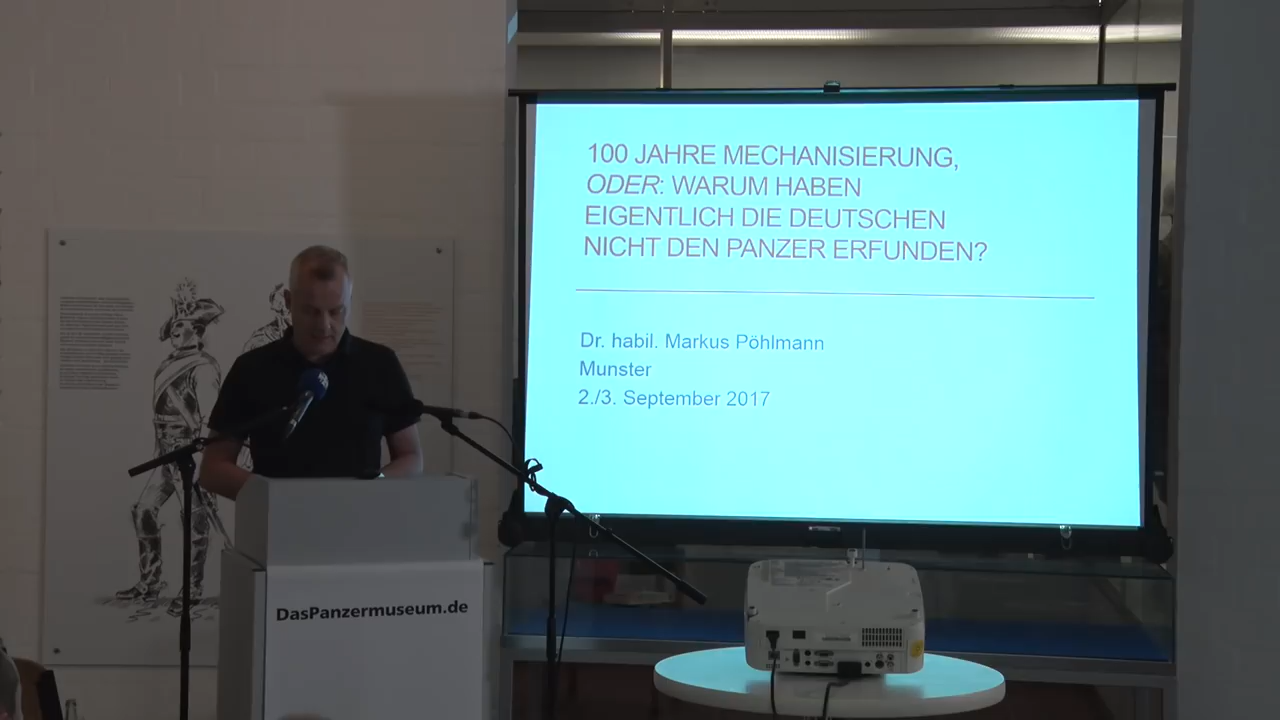 100 JAHRE MECHANISIERUNG,
ODER: WARUM HABEN
EIGENTLICH DIE DEUTSCHEN
NICHT DEN PANZER ERFUNDEN?
Dr. habil. Markus Pöhlmann
Munster
2./3. September 2017
DasPanzermuseum.de